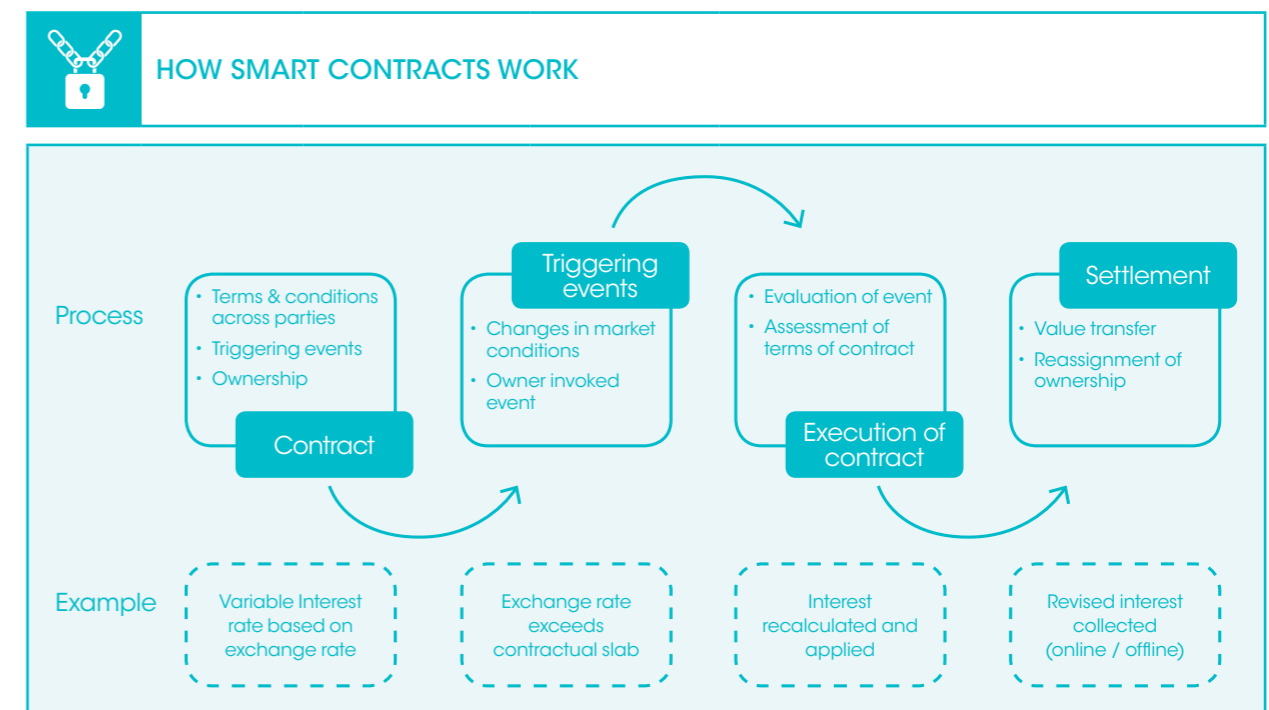 HOW SMART CONTRACTS WORK
Process
• Terms & conditions
across parties
• Triggering events
• Ownership
Contract
Triggering
events
• Changes in market
conditions
• Owner invoked
event
• Evaluation of event
• Assessment of
terms of contract
Execution of
contract
Settlement
• Value transfer
• Reassignment of
ownership
Example
Variable Interest
rate based on
exchange rate
Exchange rate
exceeds
contractual slab
Interest
recalculated and
applied
Revised interest
collected
(online / offline)